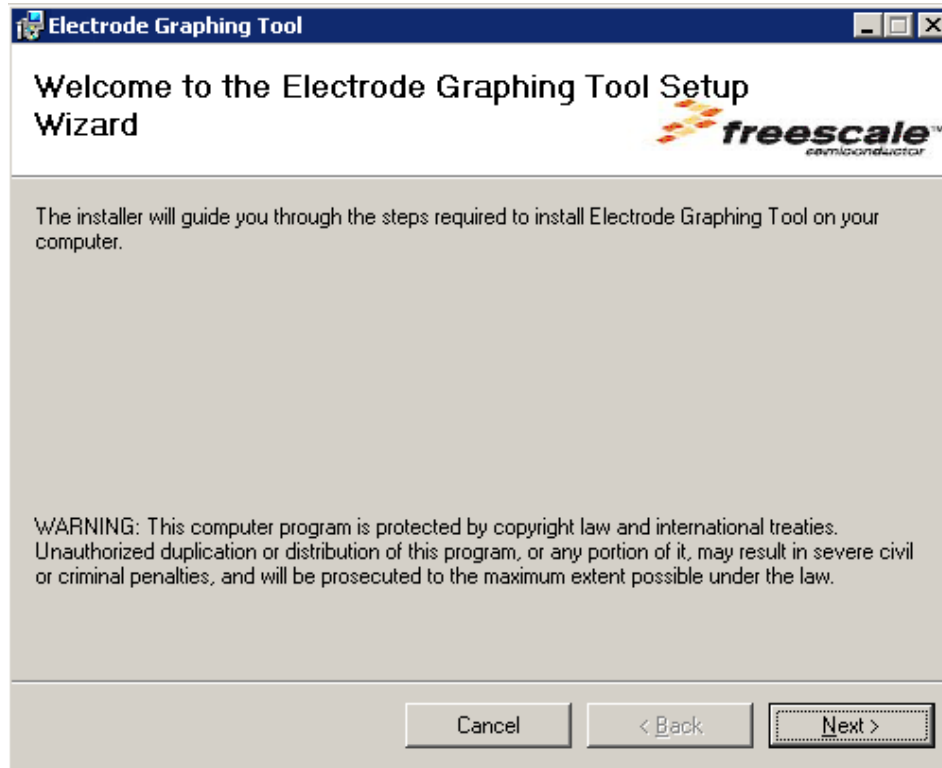 Electrode Graphing Tool
Welcome to the Electrode Graphing Tool Setup
Wizard
freescale™
semiconductor
The installer will guide you through the steps required to install Electrode Graphing Tool on your
computer.
WARNING: This computer program is protected by copyright law and international treaties.
Unauthorized duplication or distribution of this program, or any portion of it, may result in severe civil
or criminal penalties, and will be prosecuted to the maximum extent possible under the law.
Cancel
< Back
Next >